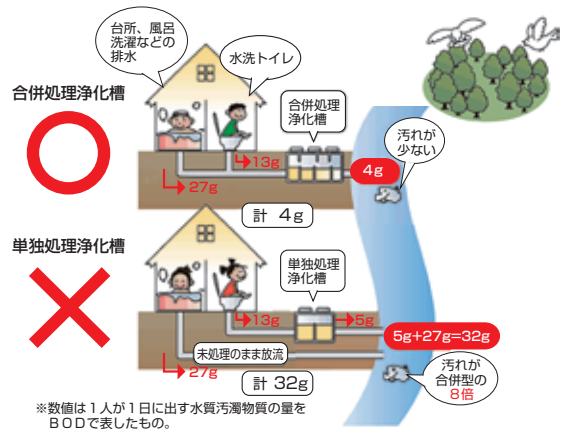 台所、風呂
洗濯などの
排水
水洗トイレ
合併処理浄化槽
合併処理
浄化槽
汚れが
少ない
13g
4g
27g
計 4g
単独処理浄化槽
単独処理
浄化槽
13g
5g
5g+27g=32g
未処理のまま放流
27g
計 32g
汚れが
合併型の
8倍
※数値は1人が1日に出す水質汚濁物質の量を
BODで表したもの。